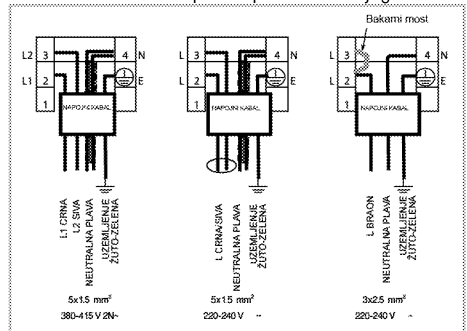 Bakarni most
L2 3 4 N
L1 2 E
1
NAPOJNI KABAL
L1 CRNA
L2 SIVA
NEUTRALNA PLAVA
UZEMLJENJE
ŽUTO-ZELENA
5x1.5 mm²
380-415 V 2N~
L 3 4 N
L 2 E
1
NAPOJNI KABAL
L CRNA/SIVA
NEUTRALNA PLAVA
UZEMLJENJE
ŽUTO-ZELENA
5x1.5 mm²
220-240 V ~
L 3 4 N
L 2 E
1
NAPOJNI KABAL
L BRAON
NEUTRALNA PLAVA
UZEMLJENJE
ŽUTO-ZELENA
3x2.5 mm²
220-240 V ~